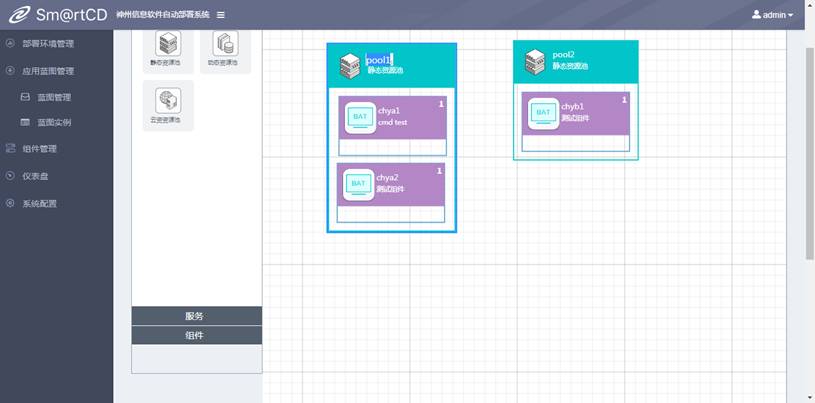 Sm@rtCD 神州信息软件自动部署系统
admin
部署环境管理
应用蓝图管理
蓝图管理
蓝图实例
组件管理
仪表盘
系统配置
静态资源池
动态资源池
云资资源池
服务
组件
pool1
静态资源池
1
BAT
chya1
cmd test
1
BAT
chya2
测试组件
pool2
静态资源池
1
BAT
chyb1
测试组件